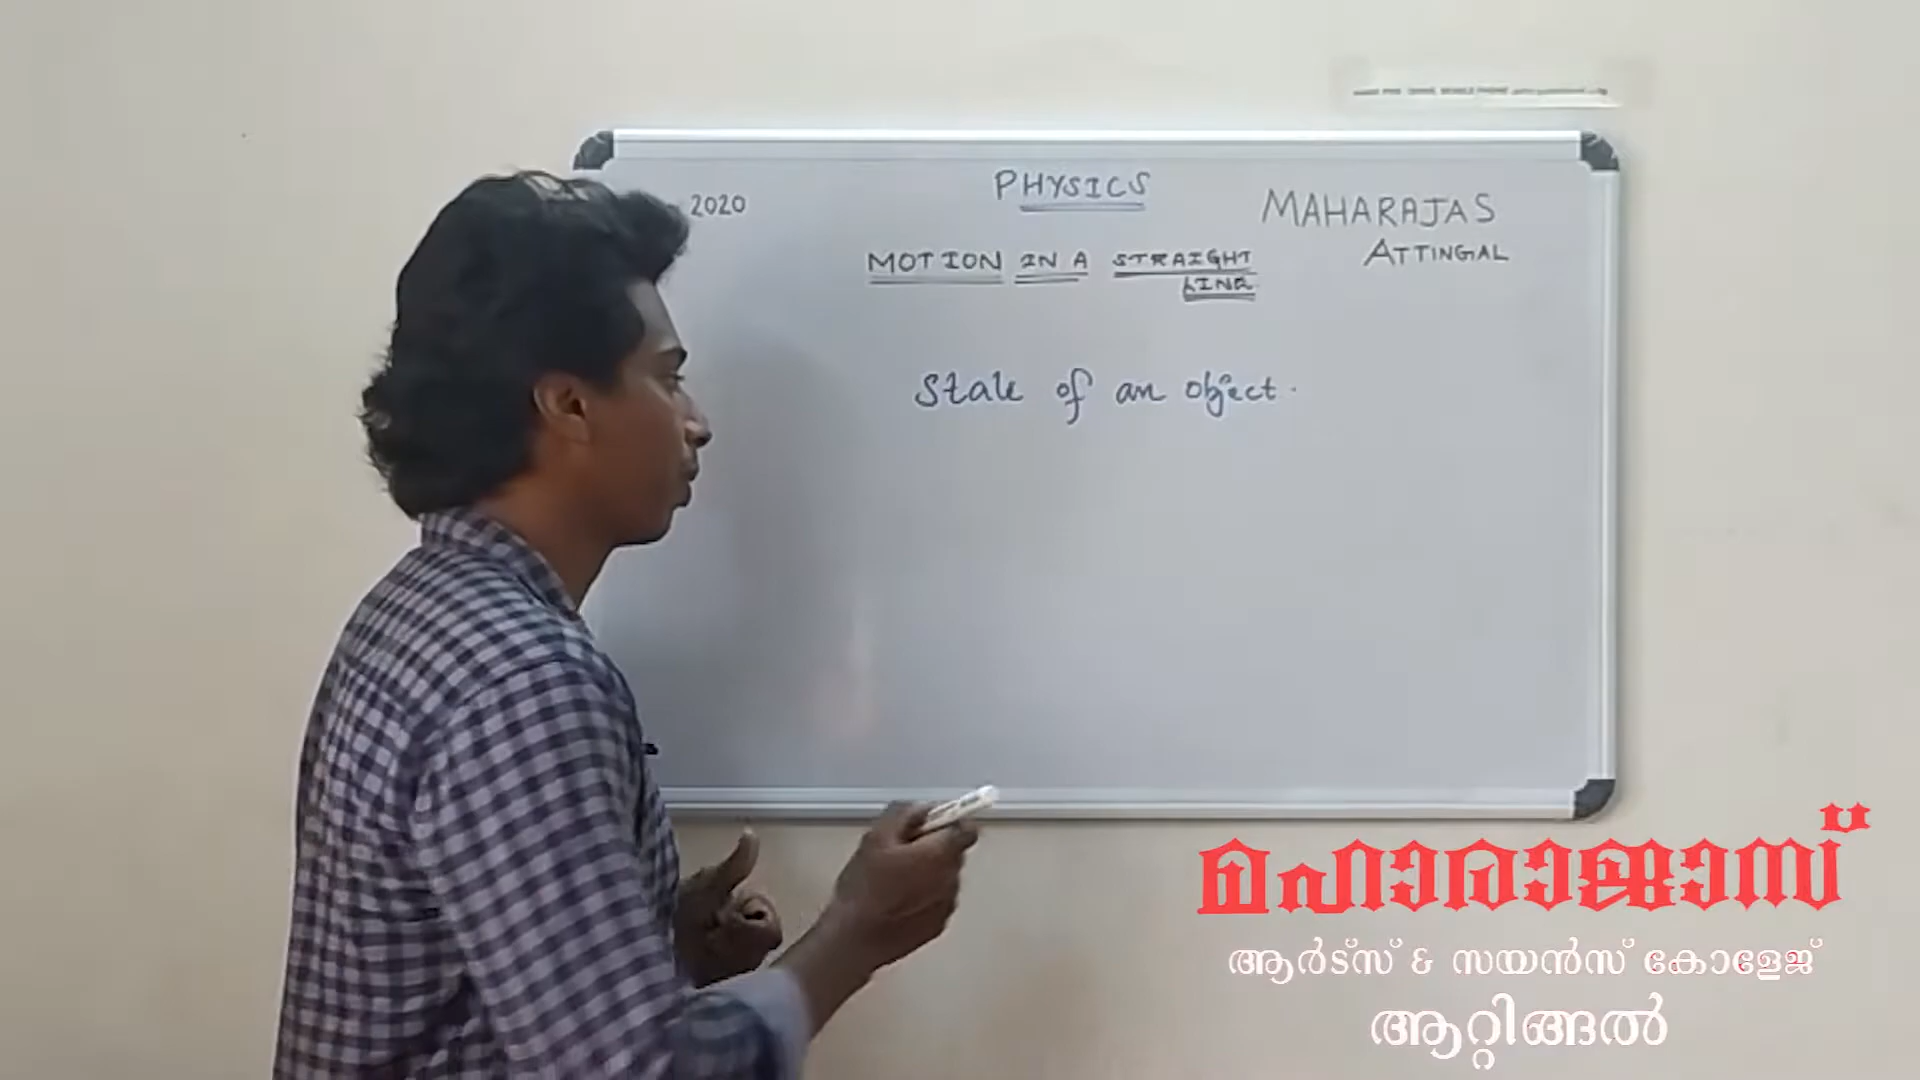 PHYSICS
2020
MAHARAJAS
ATTINGAL
MOTION IN A STRAIGHT
LINE
State of an object.
മഹാരാജാസ്
ആർട്സ് & സയൻസ് കോളേജ്
ആറ്റിങ്ങൽ